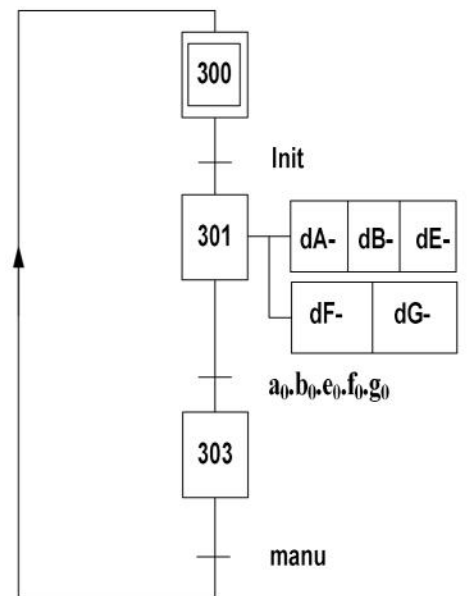 300
Init
301
dA- dB- dE-
dF- dG-
a₀.b₀.e₀.f₀.g₀
303
manu